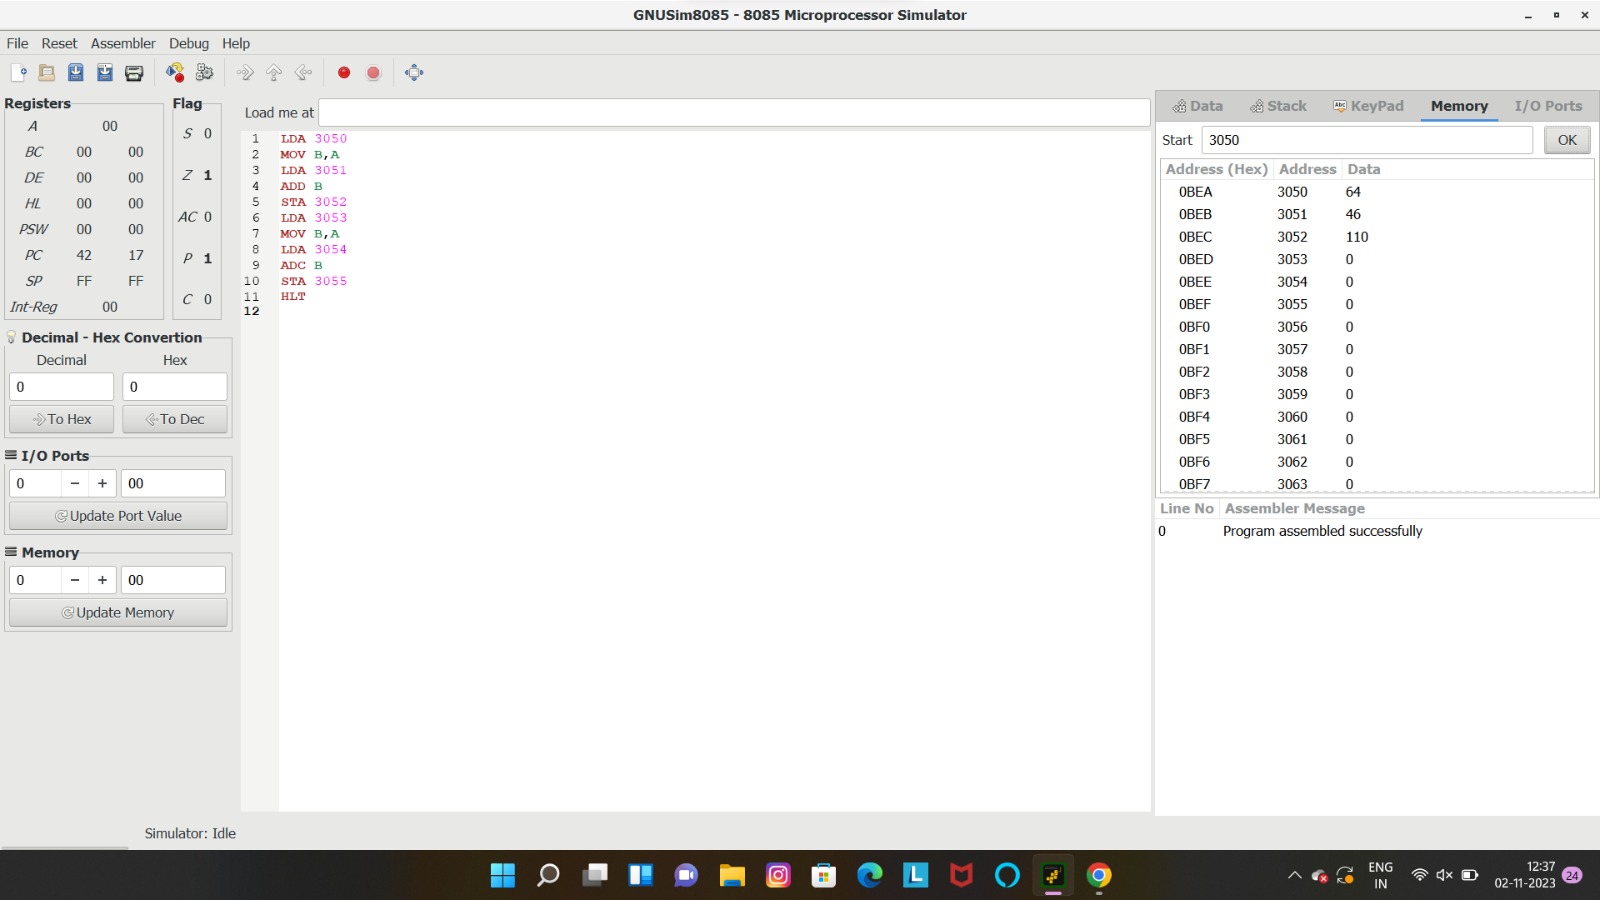 GNUSim8085 - 8085 Microprocessor Simulator
File Reset Assembler Debug Help
Registers
A 00
BC 00 00
DE 00 00
HL 00 00
PSW 00 00
PC 42 17
SP FF FF
Int-Reg 00
Flag
S 0
Z 1
AC 0
P 1
C 0
Decimal - Hex Convertion
Decimal Hex
0 0
To Hex To Dec
I/O Ports
0 - + 00
Update Port Value
Memory
0 - + 00
Update Memory
Load me at
1 LDA 3050
2 MOV B,A
3 LDA 3051
4 ADD B
5 STA 3052
6 LDA 3053
7 MOV B,A
8 LDA 3054
9 ADC B
10 STA 3055
11 HLT
12
Data Stack KeyPad Memory I/O Ports
Start 3050 OK
Address (Hex) Address Data
0BEA 3050 64
0BEB 3051 46
0BEC 3052 110
0BED 3053 0
0BEE 3054 0
0BEF 3055 0
0BF0 3056 0
0BF1 3057 0
0BF2 3058 0
0BF3 3059 0
0BF4 3060 0
0BF5 3061 0
0BF6 3062 0
0BF7 3063 0
Line No Assembler Message
0 Program assembled successfully
Simulator: Idle
L
ENG
IN
12:37
02-11-2023
24